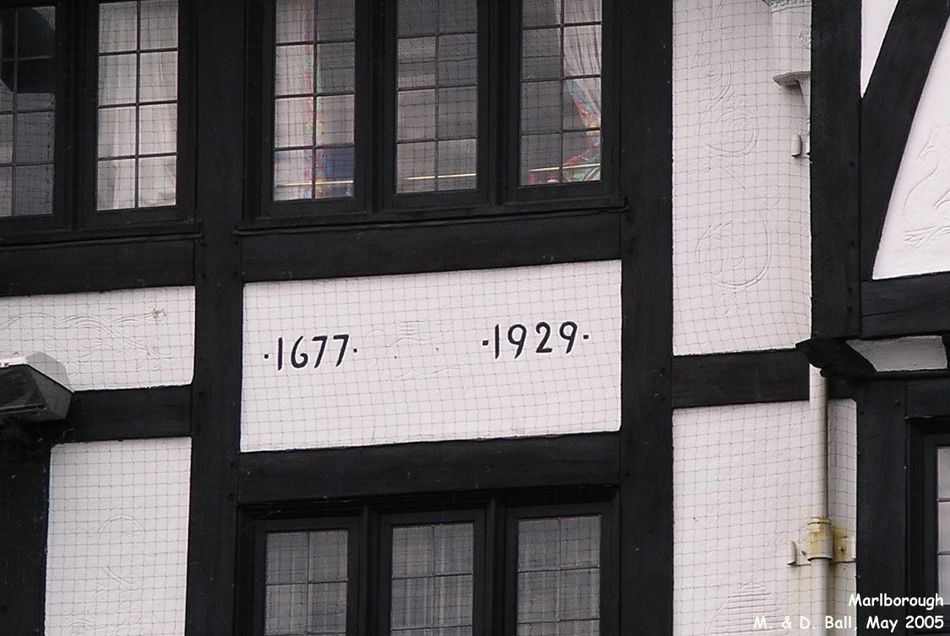 ·1677· ·1929·
Marlborough
M. & D. Ball, May 2005